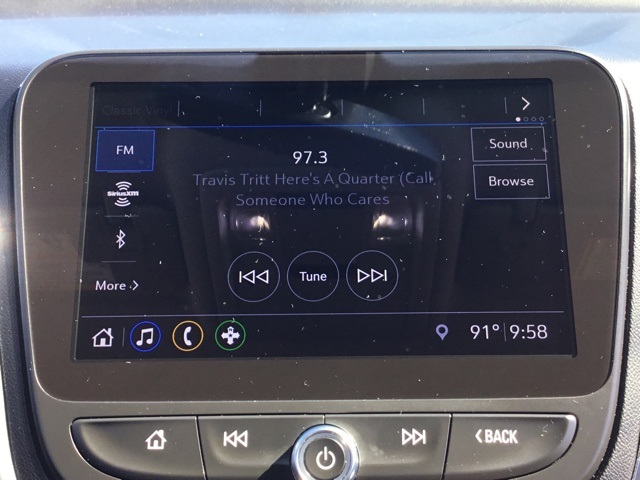 Classic Vinyl
FM
97.3
Sound
Travis Tritt Here's A Quarter (Call
Someone Who Cares
Browse
SiriusXM
More
Tune
91° 9:58
BACK